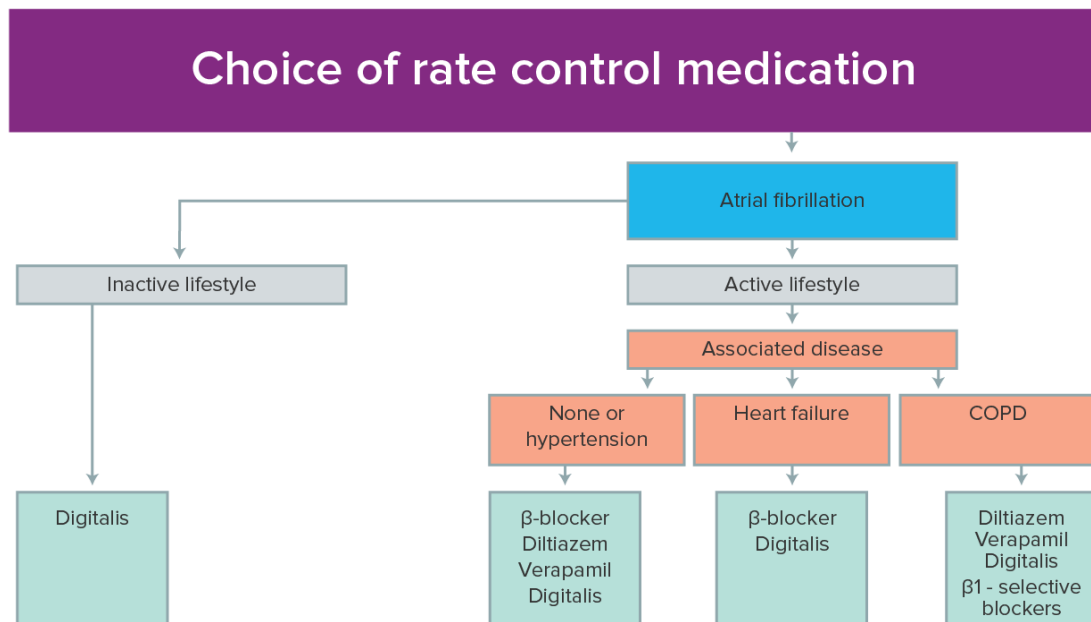 Choice of rate control medication
Atrial fibrillation
Inactive lifestyle
Active lifestyle
Associated disease
None or
hypertension
Heart failure
COPD
Digitalis
β-blocker
Diltiazem
Verapamil
Digitalis
β-blocker
Digitalis
Diltiazem
Verapamil
Digitalis
β1 - selective
blockers